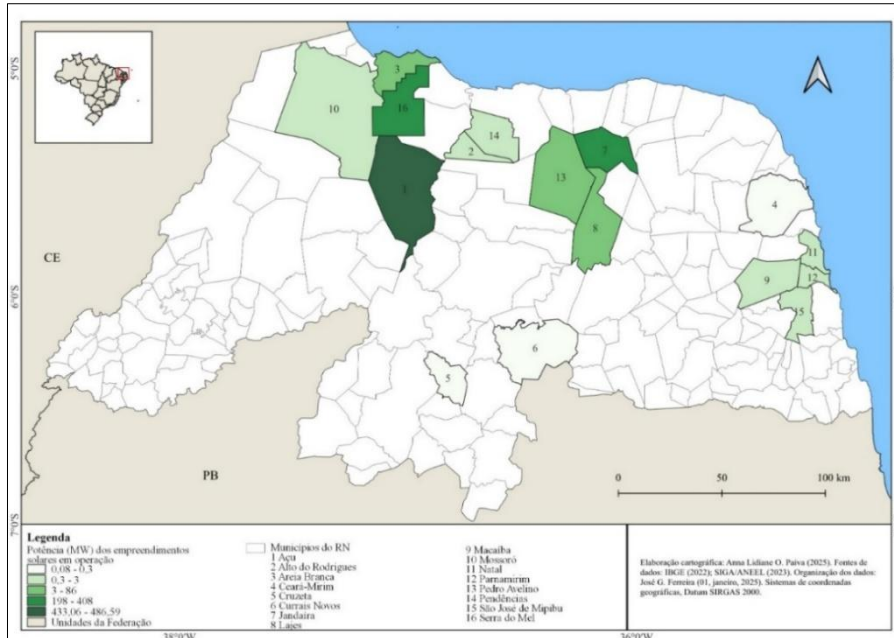 5°0'S
6°0'S
7°0'S
3
10
16
14
2
7
1
13
4
8
11
9
12
15
6
5
CE
PB
0 50 100 km
Legenda
Potência (MW) dos empreendimentos
solares em operação
0,08 - 0,3
0,3 - 3
3 - 86
198 - 408
433,06 - 486,59
Unidades da Federação
Municípios do RN
1 Açu
2 Alto do Rodrigues
3 Areia Branca
4 Ceará-Mirim
5 Cruzeta
6 Currais Novos
7 Jandaíra
8 Lajes
9 Macaíba
10 Mossoró
11 Natal
12 Parnamirim
13 Pedro Avelino
14 Pendências
15 São José de Mipibu
16 Serra do Mel
Elaboração cartográfica: Anna Lidiane O. Paiva (2025). Fontes de
dados: IBGE (2022); SIGA/ANEEL (2023). Organização dos dados:
José G. Ferreira (01, janeiro, 2025). Sistemas de coordenadas
geográficas, Datum SIRGAS 2000.
38°0'0"W
36°0'0"W